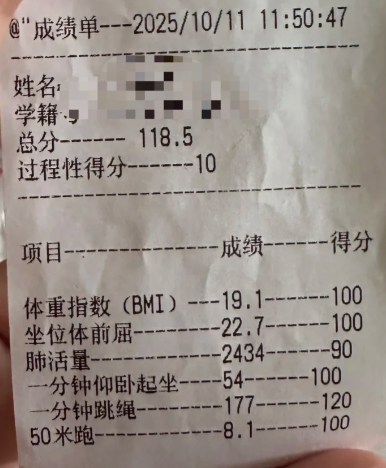 @"成绩单---2025/10/11 11:50:47
--------------------------------
姓名
学籍号
总分------ 118.5
过程性得分------10
--------------------------------
项目--------------成绩------得分
体重指数（BMI）---19.1------100
坐位体前屈--------22.7------100
肺活量------------2434------90
一分钟仰卧起坐----54------100
一分钟跳绳--------177------120
50米跑------------8.1------100